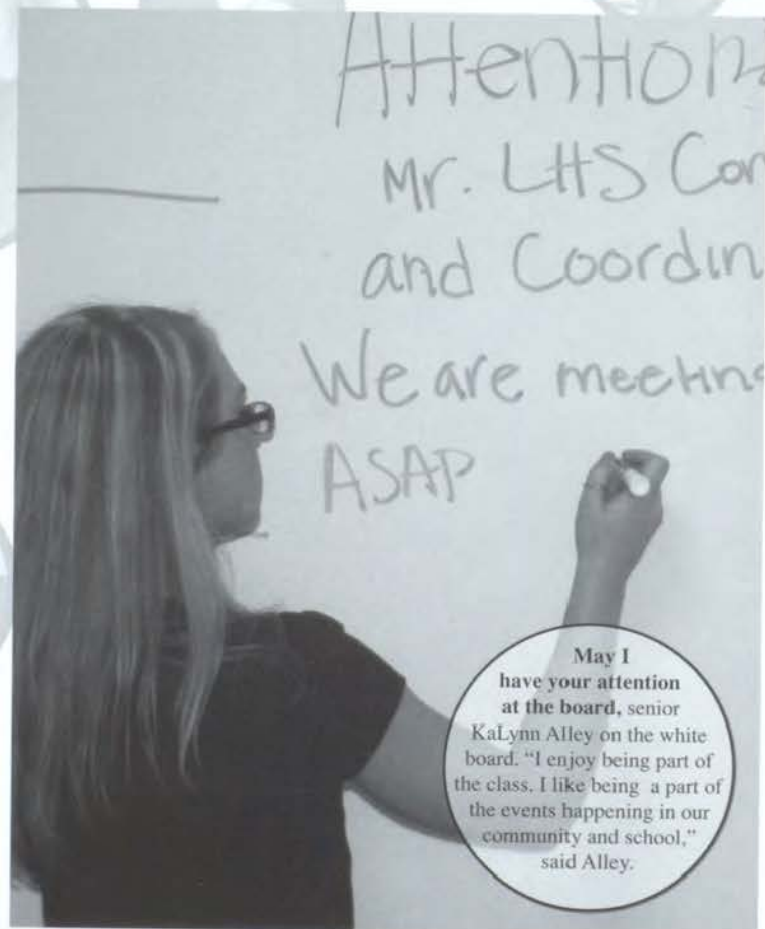 Attention
Mr. LHS Con
and Coordin
We are meeting
ASAP
May I
have your attention
at the board, senior
KaLynn Alley on the white
board. "I enjoy being part of
the class. I like being a part of
the events happening in our
community and school,"
said Alley.